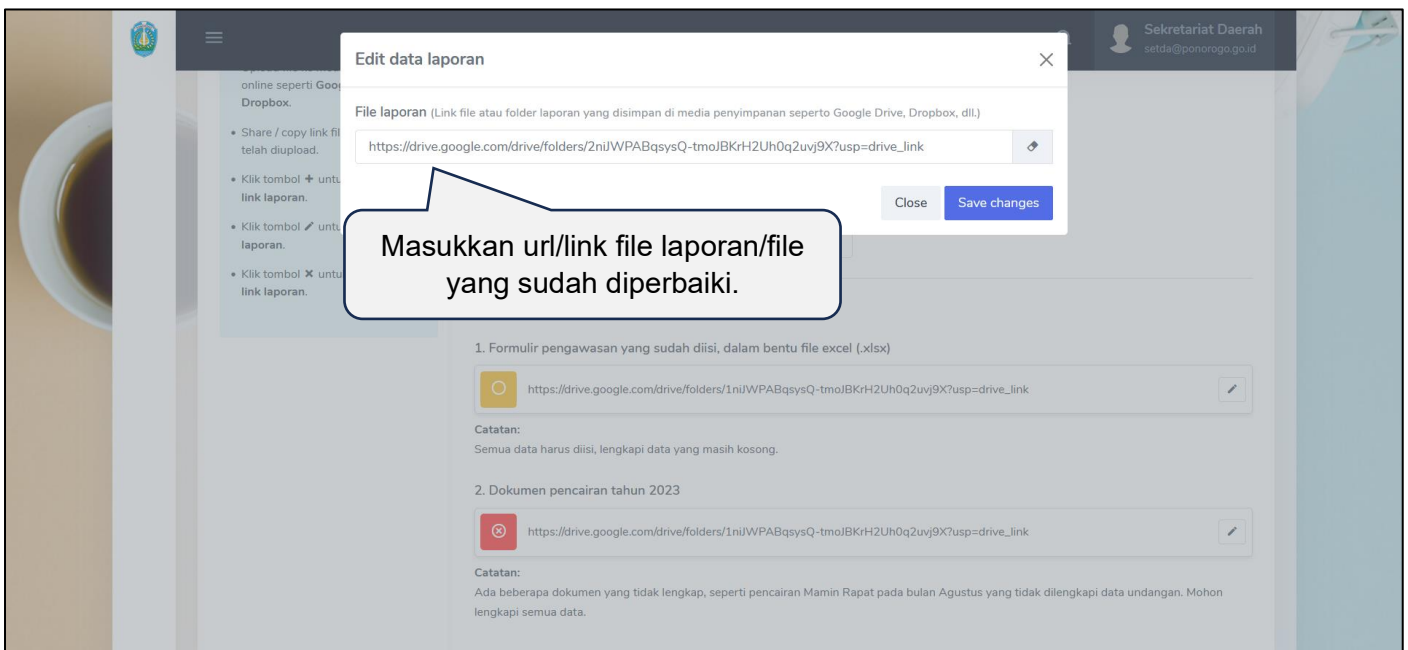 Sekretariat Daerah
setda@ponorogo.go.id
Edit data laporan
File laporan (Link file atau folder laporan yang disimpan di media penyimpanan seperto Google Drive, Dropbox, dll.)
https://drive.google.com/drive/folders/2niJWPABqsysQ-tmoJBKrH2Uh0q2uvj9X?usp=drive_link
Close Save changes
Masukkan url/link file laporan/file
yang sudah diperbaiki.
online seperti
Dropbox.
• Share / copy link
telah diupload.
• Klik tombol +
link laporan.
• Klik tombol
laporan.
• Klik tombol ✖
link laporan.
1. Formulir pengawasan yang sudah diisi, dalam bentu file excel (.xlsx)
https://drive.google.com/drive/folders/1niJWPABqsysQ-tmoJBKrH2Uh0q2uvj9X?usp=drive_link
Catatan:
Semua data harus diisi, lengkapi data yang masih kosong.
2. Dokumen pencairan tahun 2023
https://drive.google.com/drive/folders/1niJWPABqsysQ-tmoJBKrH2Uh0q2uvj9X?usp=drive_link
Catatan:
Ada beberapa dokumen yang tidak lengkap, seperti pencairan Mamin Rapat pada bulan Agustus yang tidak dilengkapi data undangan. Mohon
lengkapi semua data.